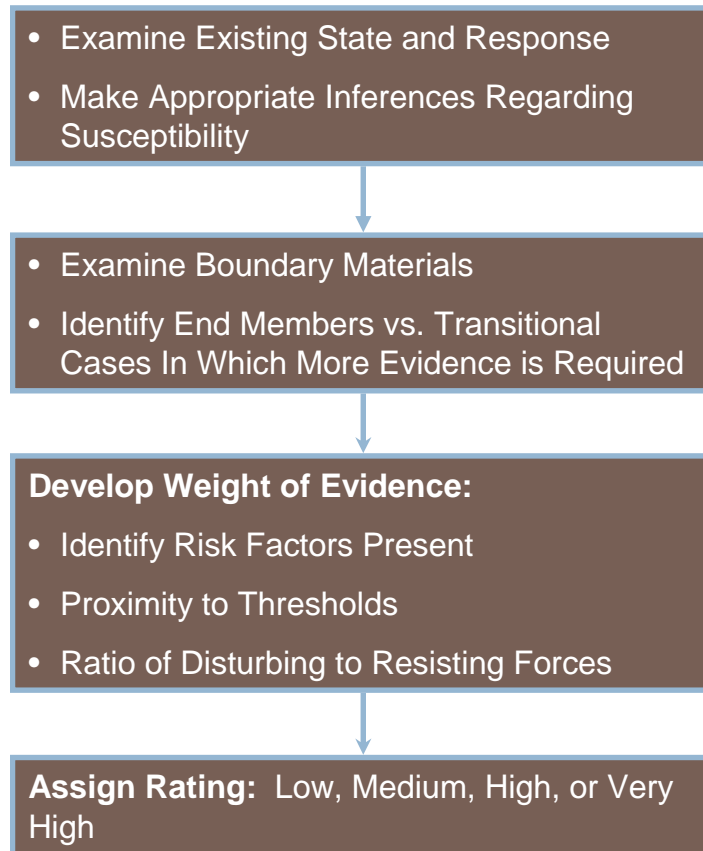 • Examine Existing State and Response
• Make Appropriate Inferences Regarding
Susceptibility
• Examine Boundary Materials
• Identify End Members vs. Transitional
Cases In Which More Evidence is Required
Develop Weight of Evidence:
• Identify Risk Factors Present
• Proximity to Thresholds
• Ratio of Disturbing to Resisting Forces
Assign Rating: Low, Medium, High, or Very
High